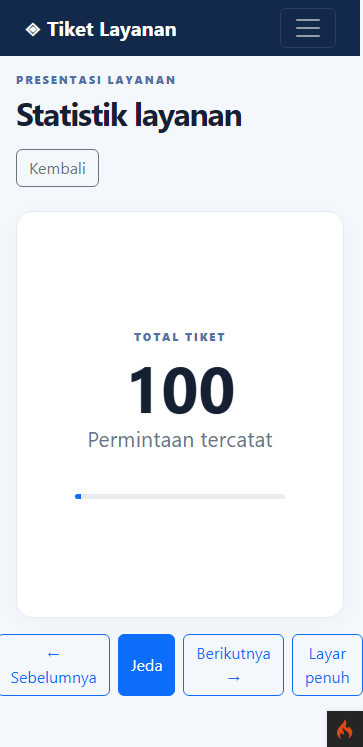 Tiket Layanan
PRESENTASI LAYANAN
Statistik layanan
Kembali
TOTAL TIKET
100
Permintaan tercatat
←
Sebelumnya
Jeda
Berikutnya
→
Layar
penuh